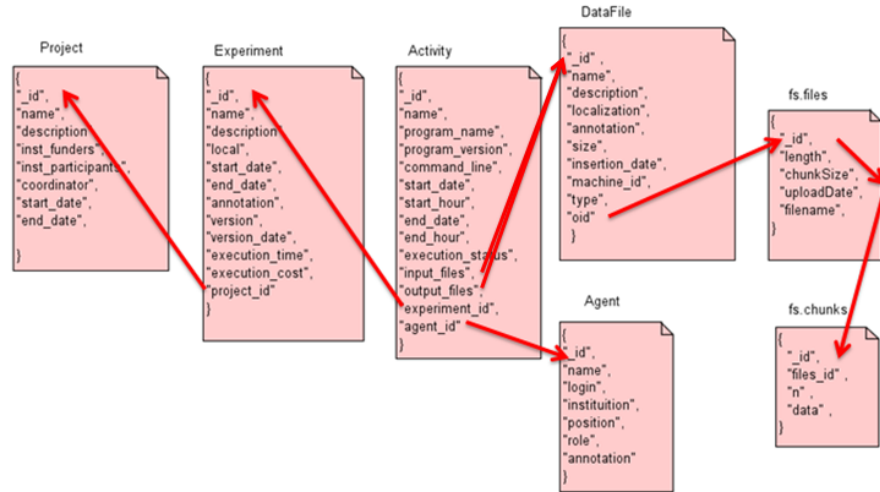 Project
{
"_id",
"name",
"description"
"inst_funders",
"inst_participants",
"coordinator",
"start_date",
"end_date",
}
Experiment
{
"_id",
"name",
"description"
"local",
"start_date",
"end_date",
"annotation",
"version",
"version_date",
"execution_time",
"execution_cost",
"project_id"
}
Activity
{
"_id",
"name",
"program_name",
"program_version",
"command_line",
"start_date",
"start_hour",
"end_date",
"end_hour",
"execution_status",
"input_files",
"output_files",
"experiment_id",
"agent_id",
}
DataFile
{
"_id" ,
"name",
"description",
"localization",
"annotation",
"size",
"insertion_date",
"machine_id",
"type",
"oid"
}
Agent
{
"_id",
"name",
"login",
"instituition",
"position",
"role",
"annotation"
}
fs.files
{
"_id",
"length",
"chunkSize",
"uploadDate",
"filename",
}
fs.chunks
{
"_id",
"files_id" ,
"n" ,
"data" ,
}